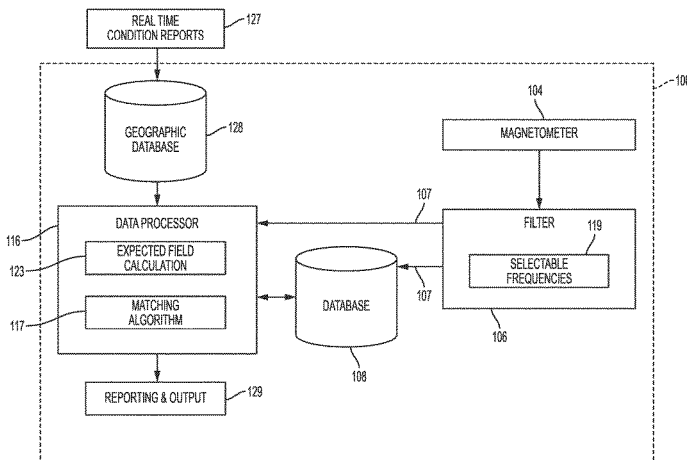 REAL TIME
CONDITION REPORTS
127
100
GEOGRAPHIC
DATABASE
128
104
MAGNETOMETER
116
DATA PROCESSOR
107
FILTER
119
123
EXPECTED FIELD
CALCULATION
SELECTABLE
FREQUENCIES
107
DATABASE
117
MATCHING
ALGORITHM
106
108
REPORTING & OUTPUT
129